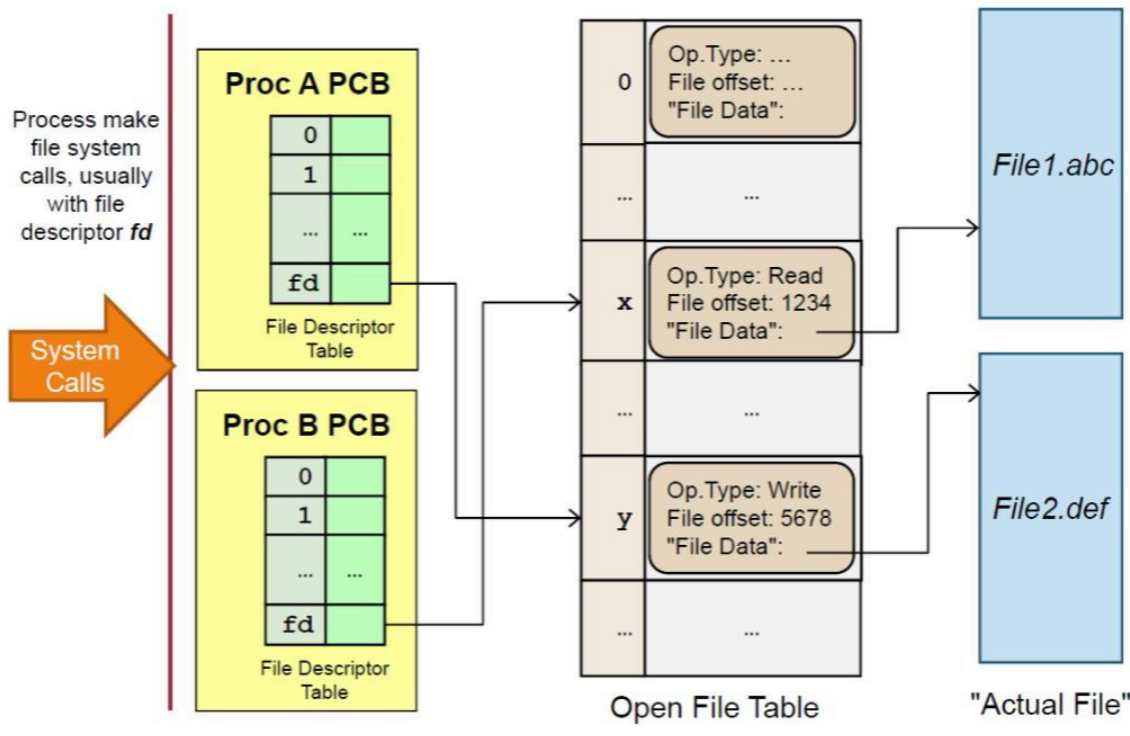 Process make
file system
calls, usually
with file
descriptor fd
System
Calls
Proc A PCB
0
1
... ...
fd
File Descriptor
Table
Proc B PCB
0
1
... ...
fd
File Descriptor
Table
0
Op.Type: ...
File offset: ...
"File Data":
... ...
x
Op.Type: Read
File offset: 1234
"File Data":
... ...
y
Op.Type: Write
File offset: 5678
"File Data":
... ...
Open File Table
File1.abc
File2.def
"Actual File"